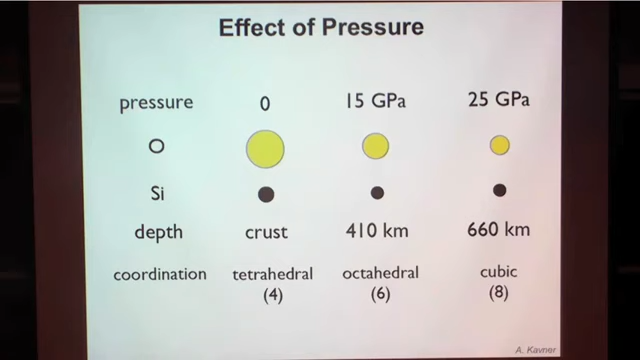 Effect of Pressure
pressure 0 15 GPa 25 GPa
O
Si
depth crust 410 km 660 km
coordination tetrahedral octahedral cubic
(4) (6) (8)
A. Kavner